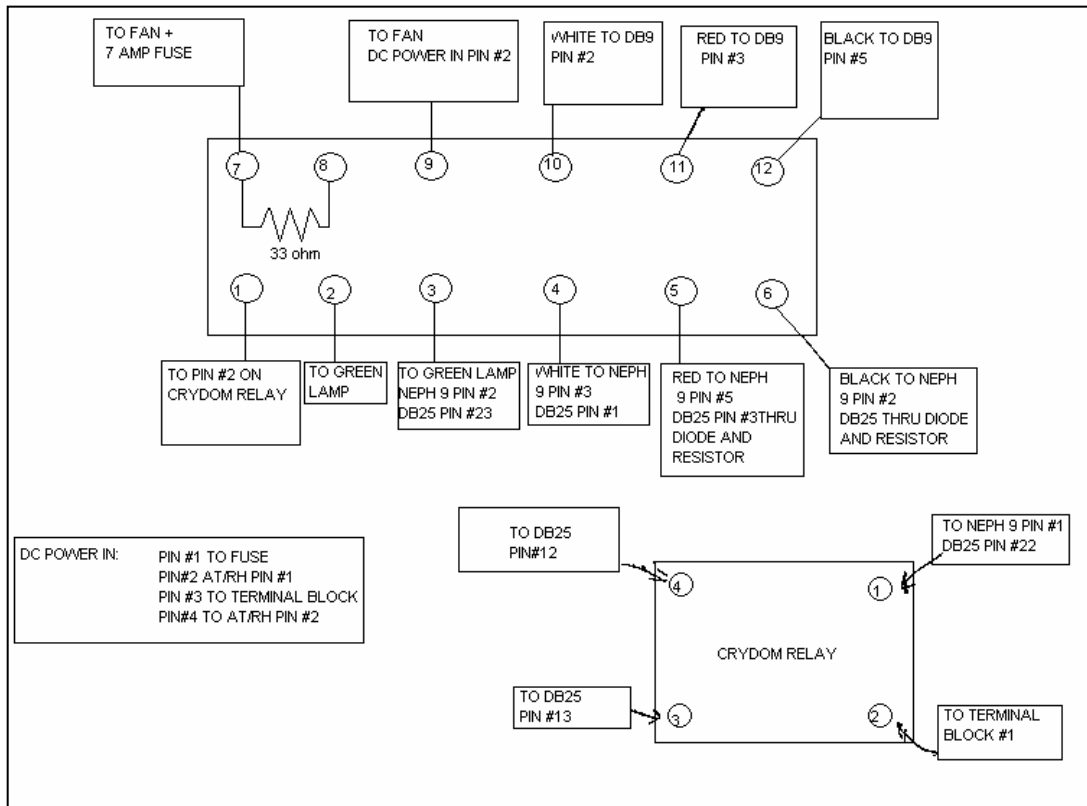 TO FAN +
7 AMP FUSE
TO FAN
DC POWER IN PIN #2
WHITE TO DB9
PIN #2
RED TO DB9
PIN #3
BLACK TO DB9
PIN #5
7
8
9
10
11
12
33 ohm
1
2
3
4
5
6
TO PIN #2 ON
CRYDOM RELAY
TO GREEN
LAMP
TO GREEN LAMP
NEPH 9 PIN #2
DB25 PIN #23
WHITE TO NEPH
9 PIN #3
DB25 PIN #1
RED TO NEPH
9 PIN #5
DB25 PIN #3THRU
DIODE AND
RESISTOR
BLACK TO NEPH
9 PIN #2
DB25 THRU DIODE
AND RESISTOR
DC POWER IN: PIN #1 TO FUSE
PIN#2 AT/RH PIN #1
PIN #3 TO TERMINAL BLOCK
PIN#4 TO AT/RH PIN #2
TO DB25
PIN#12
TO NEPH 9 PIN #1
DB25 PIN #22
4
1
CRYDOM RELAY
TO DB25
PIN #13
3
2
TO TERMINAL
BLOCK #1